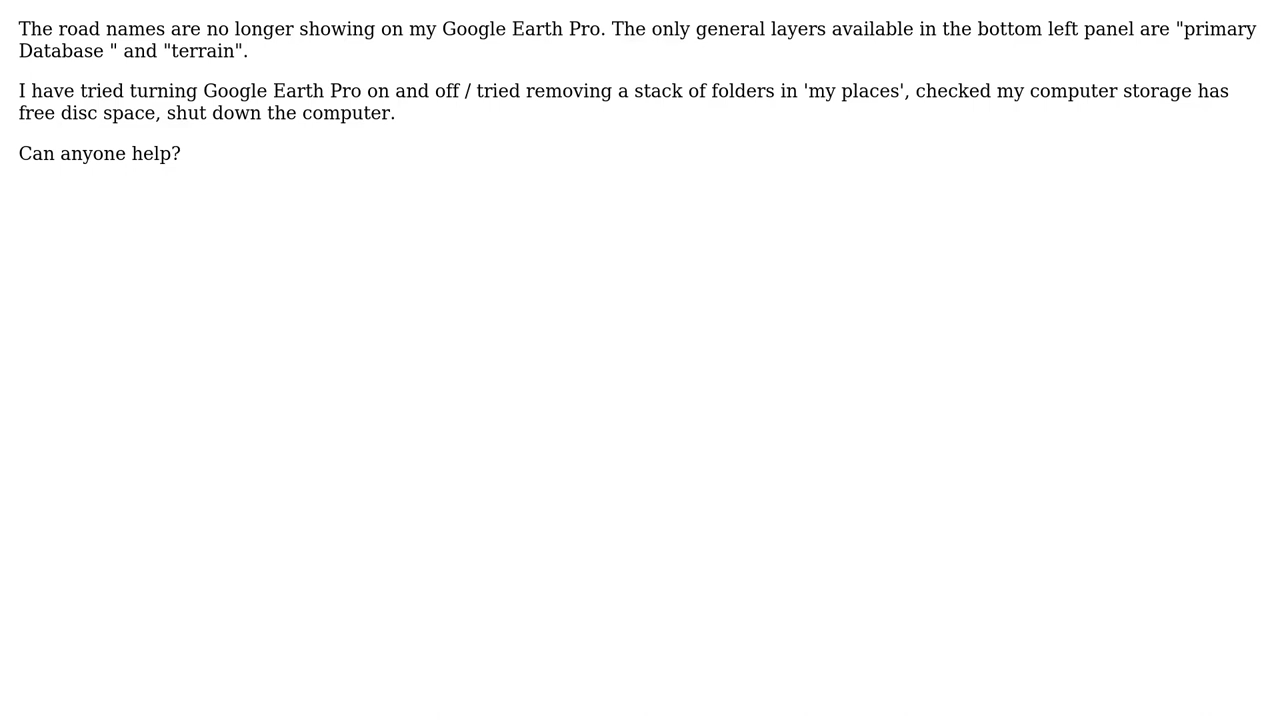 The road names are no longer showing on my Google Earth Pro. The only general layers available in the bottom left panel are "primary
Database " and "terrain".
I have tried turning Google Earth Pro on and off / tried removing a stack of folders in 'my places', checked my computer storage has
free disc space, shut down the computer.
Can anyone help?